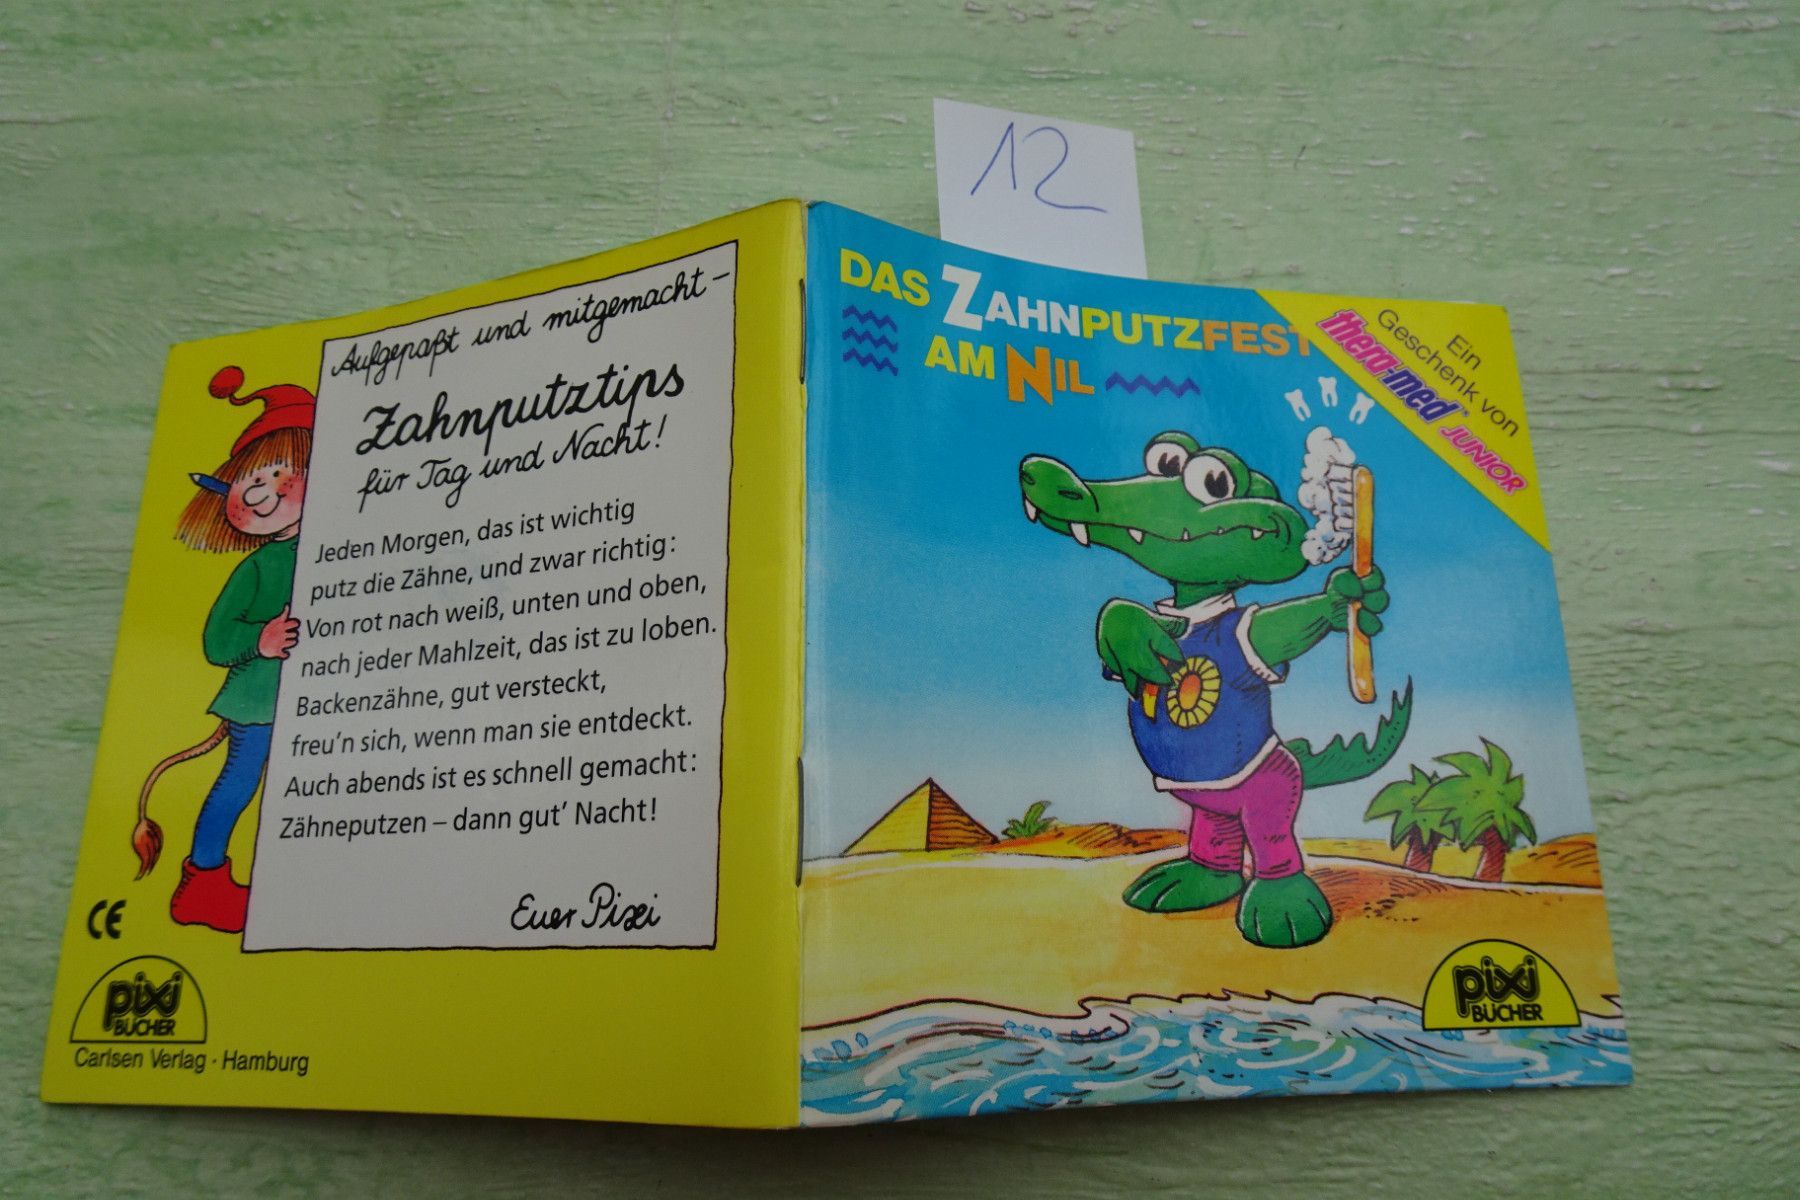 12
Aufgepaßt und mitgemacht –
Zahnputztips
für Tag und Nacht!
Jeden Morgen, das ist wichtig
putz die Zähne, und zwar richtig:
Von rot nach weiß, unten und oben,
nach jeder Mahlzeit, das ist zu loben.
Backenzähne, gut versteckt,
freu'n sich, wenn man sie entdeckt.
Auch abends ist es schnell gemacht:
Zähneputzen – dann gut' Nacht!
Euer Pixi
CE
pixi
BÜCHER
Carlsen Verlag · Hamburg
DAS ZAHNPUTZFEST
AM NIL
Ein
Geschenk von
thera-med
JUNIOR
1
pixi
BÜCHER